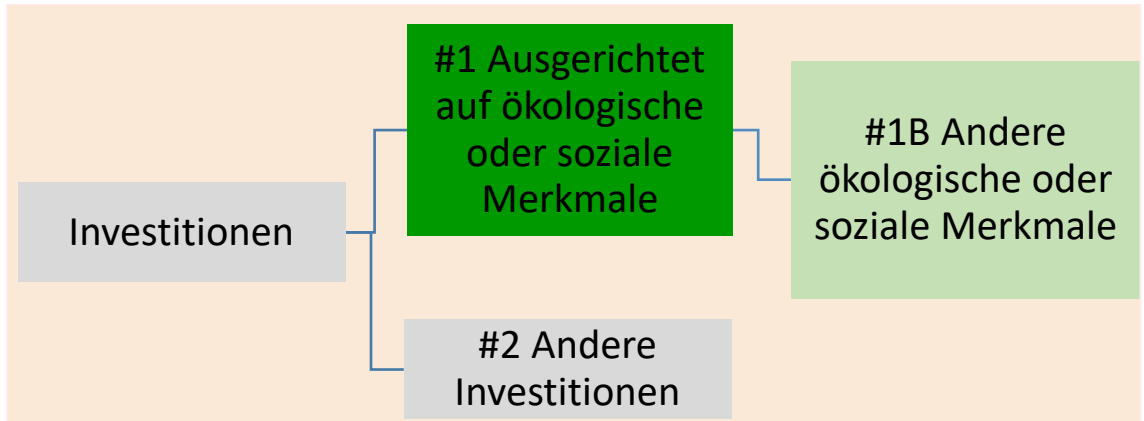 Investitionen
#1 Ausgerichtet
auf ökologische
oder soziale
Merkmale
#1B Andere
ökologische oder
soziale Merkmale
#2 Andere
Investitionen